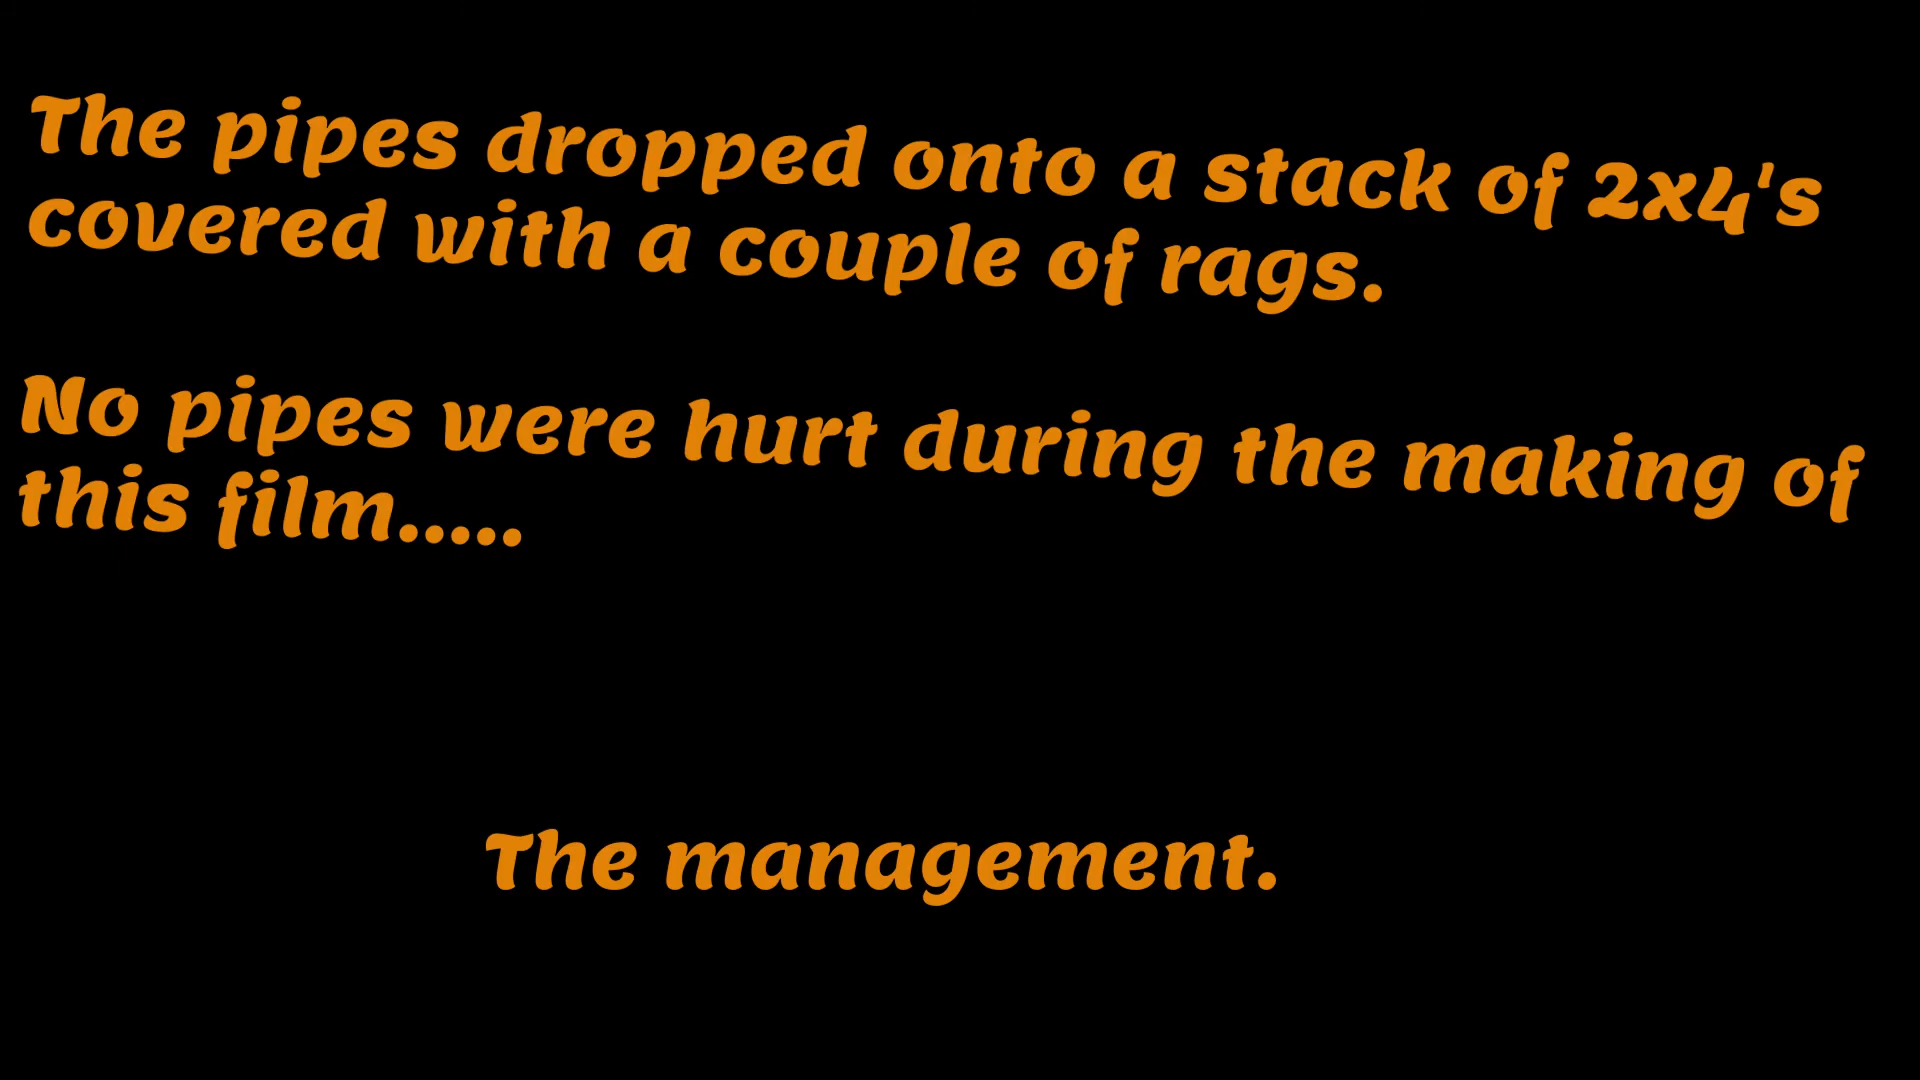 The pipes dropped onto a stack of 2x4's
covered with a couple of rags.
No pipes were hurt during the making of
this film.....
The management.